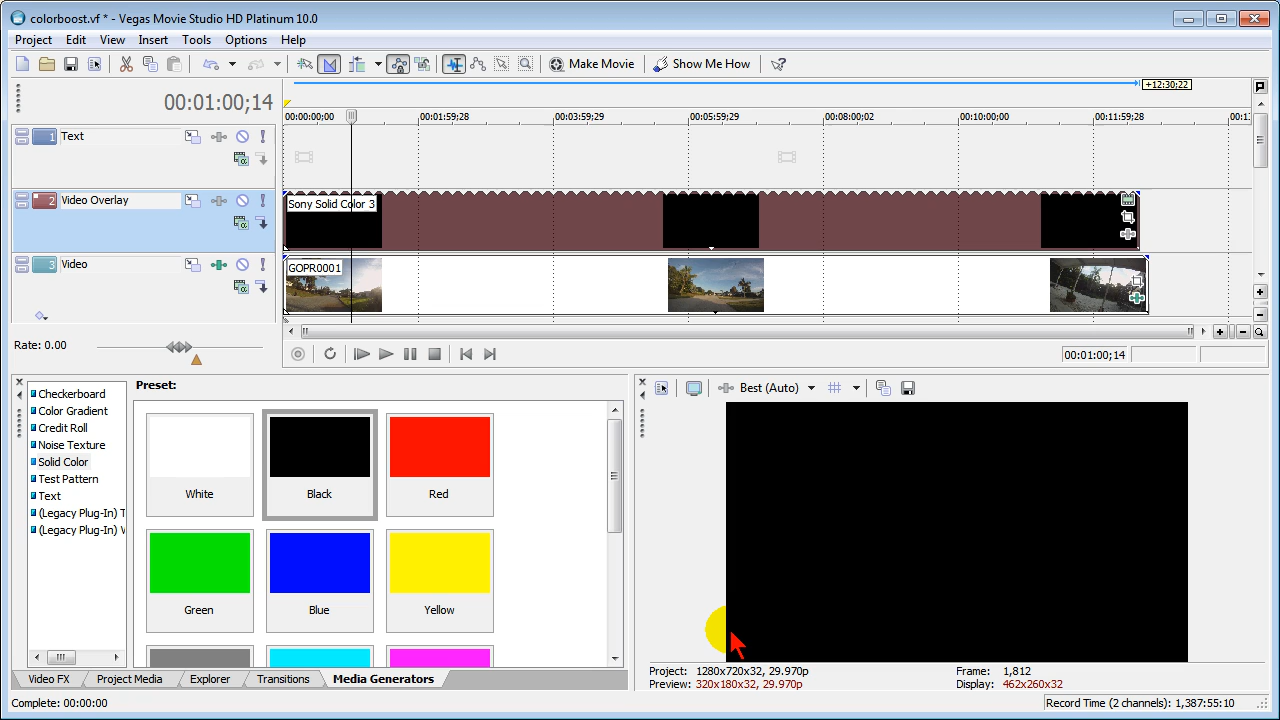 colorboost.vf * - Vegas Movie Studio HD Platinum 10.0
Project Edit View Insert Tools Options Help
Make Movie Show Me How
+12:30;22
00:01:00;14
00:00:00;00 00:01:59;28 00:03:59;29 00:05:59;29 00:08:00;02 00:10:00;00 00:11:59;28
1 Text
2 Video Overlay
Sony Solid Color 3
3 Video
GOPR0001
Rate: 0.00
00:01:00;14
Checkerboard
Color Gradient
Credit Roll
Noise Texture
Solid Color
Test Pattern
Text
(Legacy Plug-In) T
(Legacy Plug-In) V
Preset:
White Black Red
Green Blue Yellow
Best (Auto)
Project: 1280x720x32, 29.970p Frame: 1,812
Preview: 320x180x32, 29.970p Display: 462x260x32
Video FX Project Media Explorer Transitions Media Generators
Complete: 00:00:00
Record Time (2 channels): 1,387:55:10